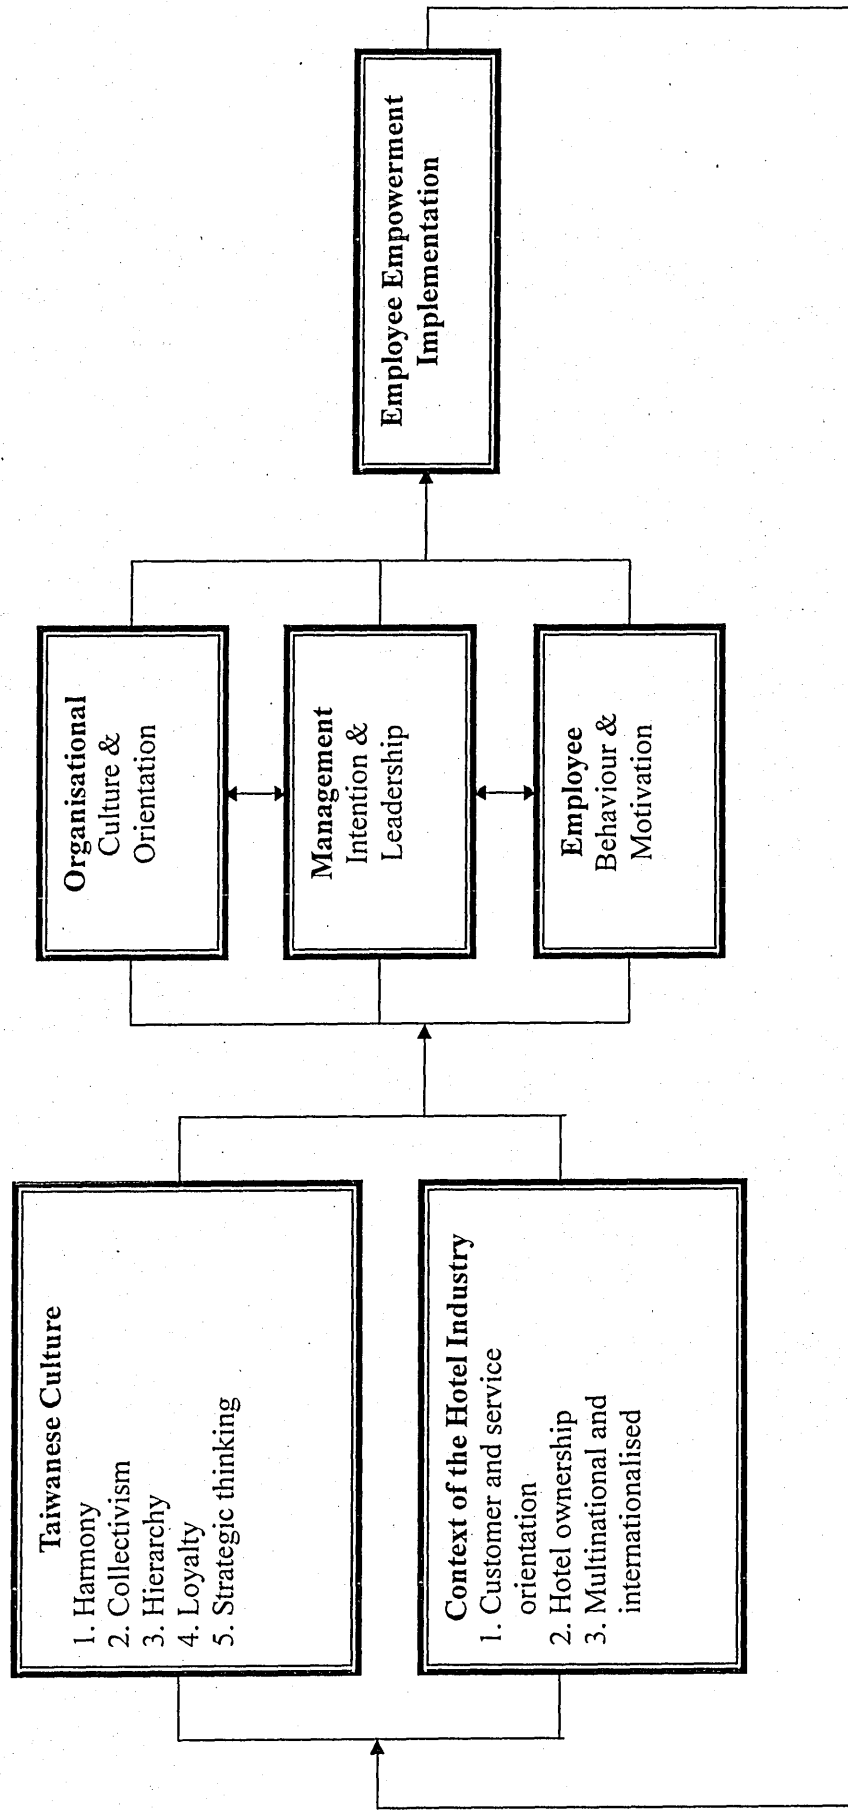 Taiwanese Culture
1. Harmony
2. Collectivism
3. Hierarchy
4. Loyalty
5. Strategic thinking
Context of the Hotel Industry
1. Customer and service
orientation
2. Hotel ownership
3. Multinational and
internationalised
Organisational
Culture &
Orientation
Management
Intention &
Leadership
Employee
Behaviour &
Motivation
Employee Empowerment
Implementation